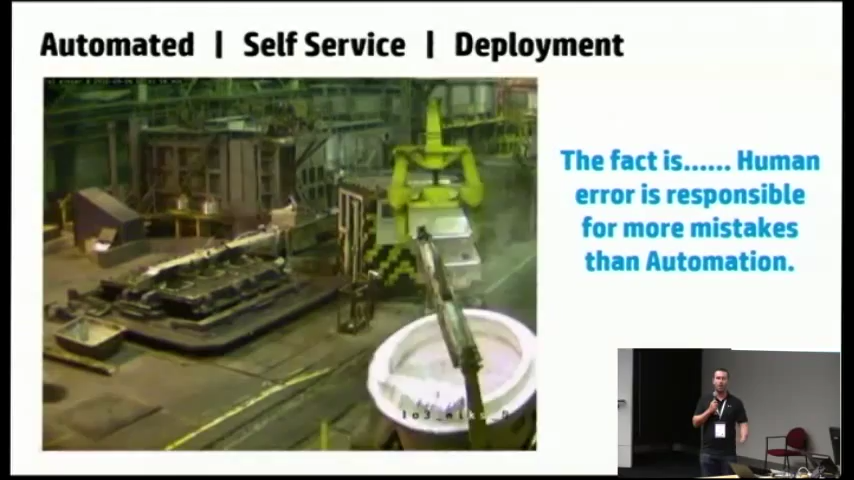 Automated | Self Service | Deployment
The fact is...... Human
error is responsible
for more mistakes
than Automation.